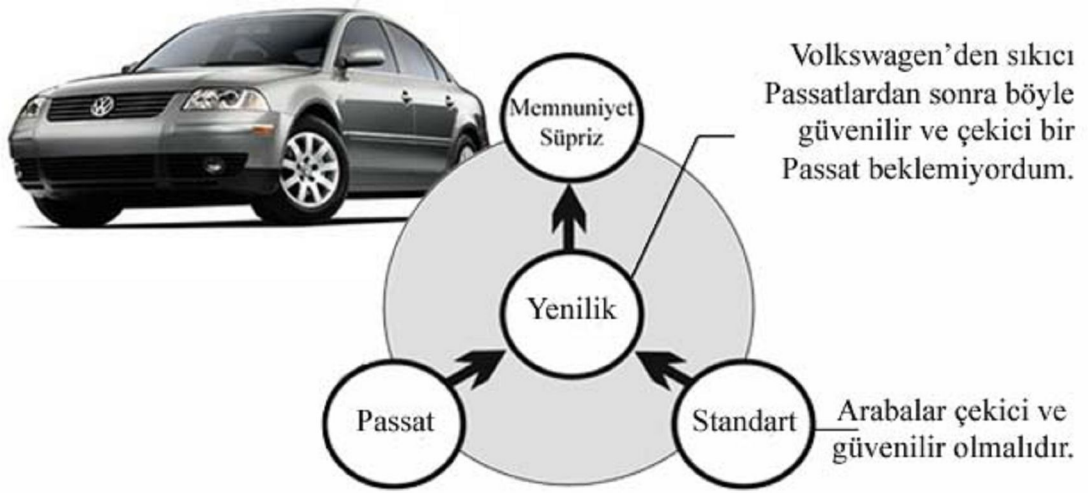 Volkswagen’den sıkıcı
Passatlardan sonra böyle
güvenilir ve çekici bir
Passat beklemiyordum.
Memnuniyet
Süpriz
Yenilik
Passat
Standart
Arabalar çekici ve
güvenilir olmalıdır.